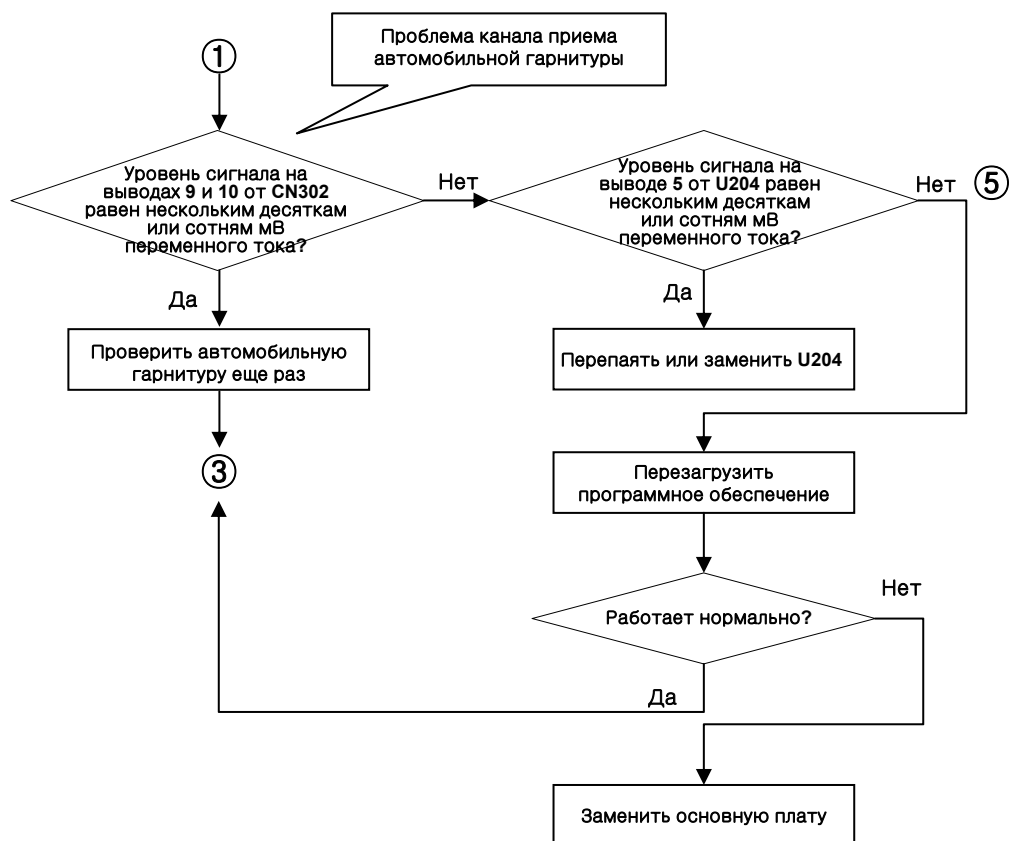 Проблема канала приема
автомобильной гарнитуры
①
Уровень сигнала на
выводах 9 и 10 от CN302
равен нескольким десяткам
или сотням мВ
переменного тока?
Нет
Уровень сигнала на
выводе 5 от U204 равен
нескольким десяткам
или сотням мВ
переменного тока?
Нет
⑤
Да
Да
Проверить автомобильную
гарнитуру еще раз
Перепаять или заменить U204
③
Перезагрузить
программное обеспечение
Работает нормально?
Нет
Да
Заменить основную плату